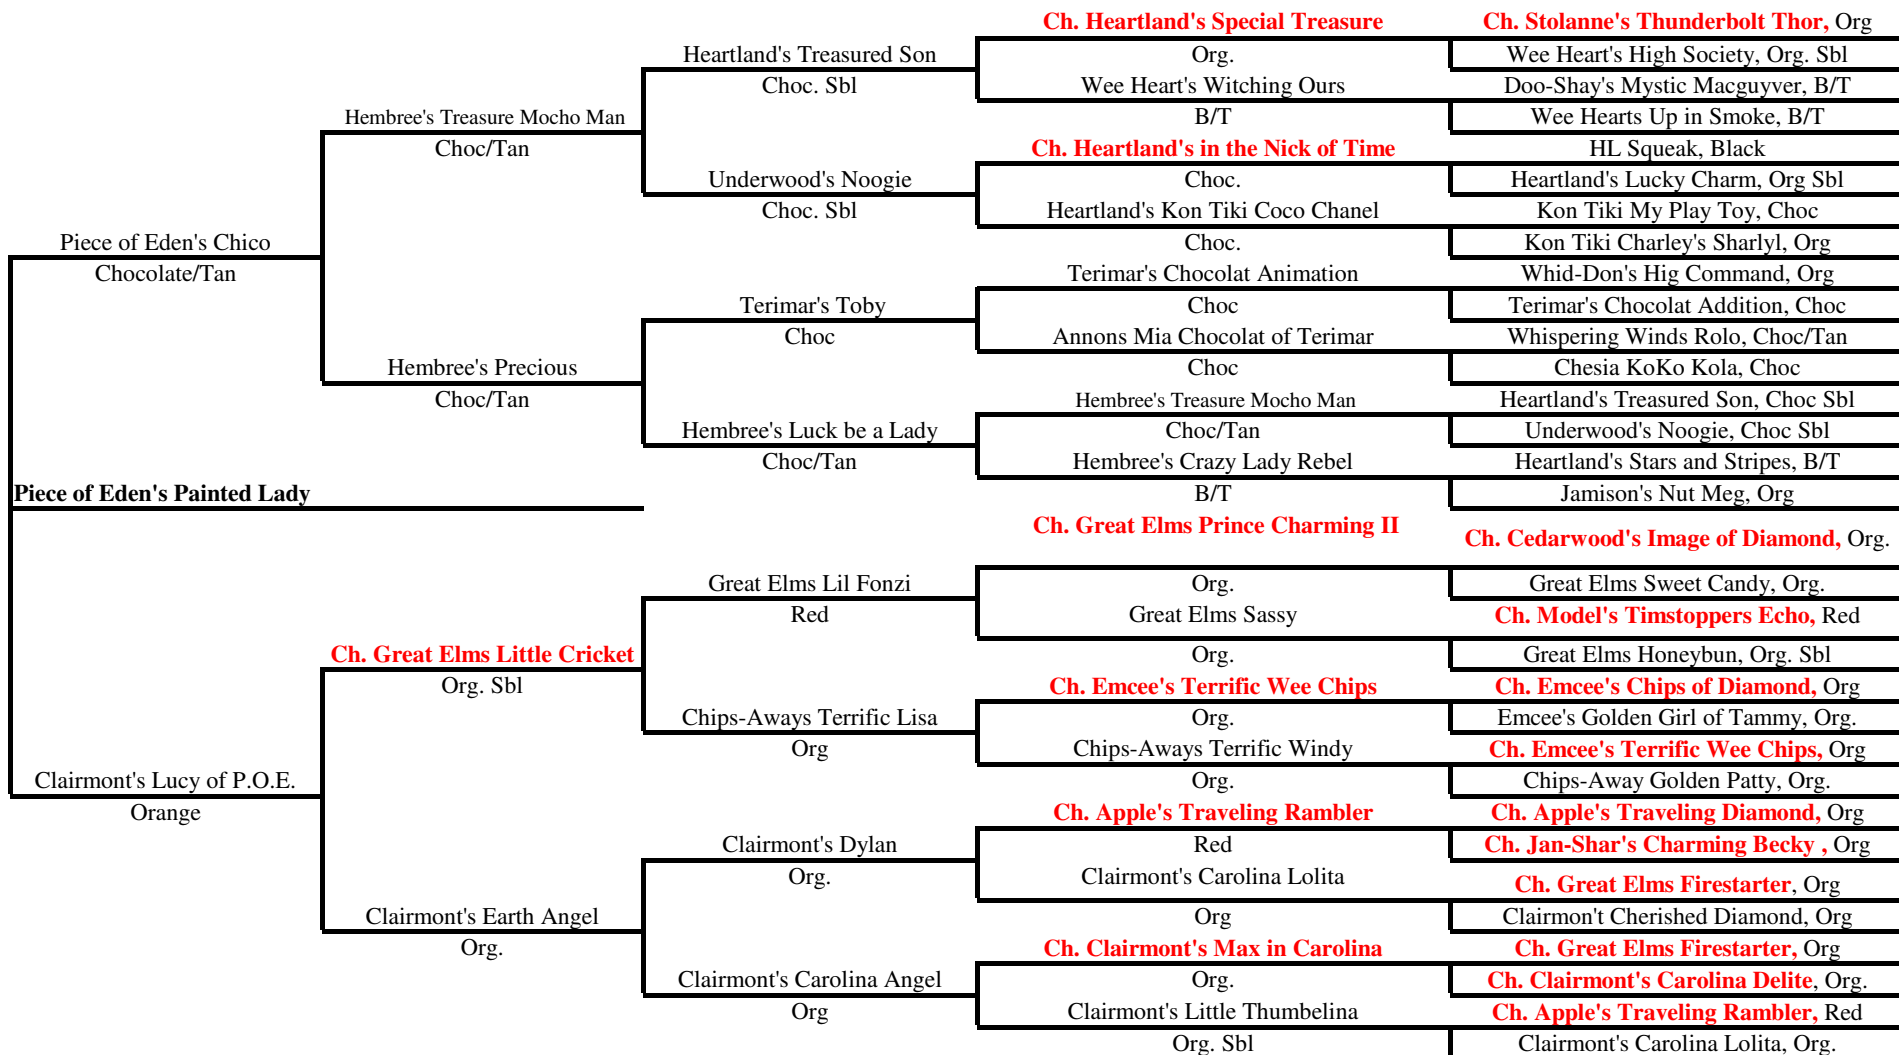 Ch. Heartland's Special Treasure
Ch. Stolanne's Thunderbolt Thor, Org
Heartland's Treasured Son
Org.
Wee Heart's High Society, Org. Sbl
Choc. Sbl
Wee Heart's Witching Ours
Doo-Shay's Mystic Macguyver, B/T
Hembree's Treasure Mocho Man
B/T
Wee Hearts Up in Smoke, B/T
Choc/Tan
Ch. Heartland's in the Nick of Time
HL Squeak, Black
Underwood's Noogie
Choc.
Heartland's Lucky Charm, Org Sbl
Choc. Sbl
Heartland's Kon Tiki Coco Chanel
Kon Tiki My Play Toy, Choc
Piece of Eden's Chico
Choc.
Kon Tiki Charley's Sharlyl, Org
Chocolate/Tan
Terimar's Chocolat Animation
Whid-Don's Hig Command, Org
Terimar's Toby
Choc
Terimar's Chocolat Addition, Choc
Choc
Annons Mia Chocolat of Terimar
Whispering Winds Rolo, Choc/Tan
Hembree's Precious
Choc
Chesia KoKo Kola, Choc
Choc/Tan
Hembree's Treasure Mocho Man
Heartland's Treasured Son, Choc Sbl
Hembree's Luck be a Lady
Choc/Tan
Underwood's Noogie, Choc Sbl
Choc/Tan
Hembree's Crazy Lady Rebel
Heartland's Stars and Stripes, B/T
Piece of Eden's Painted Lady
B/T
Jamison's Nut Meg, Org
Ch. Great Elms Prince Charming II
Ch. Cedarwood's Image of Diamond, Org.
Great Elms Lil Fonzi
Org.
Great Elms Sweet Candy, Org.
Red
Great Elms Sassy
Ch. Model's Timstoppers Echo, Red
Ch. Great Elms Little Cricket
Org.
Great Elms Honeybun, Org. Sbl
Org. Sbl
Ch. Emcee's Terrific Wee Chips
Ch. Emcee's Chips of Diamond, Org
Chips-Aways Terrific Lisa
Org.
Emcee's Golden Girl of Tammy, Org.
Org
Chips-Aways Terrific Windy
Ch. Emcee's Terrific Wee Chips, Org
Clairmont's Lucy of P.O.E.
Org.
Chips-Away Golden Patty, Org.
Orange
Ch. Apple's Traveling Rambler
Ch. Apple's Traveling Diamond, Org
Clairmont's Dylan
Red
Ch. Jan-Shar's Charming Becky , Org
Org.
Clairmont's Carolina Lolita
Ch. Great Elms Firestarter, Org
Clairmont's Earth Angel
Org
Clairmon't Cherished Diamond, Org
Org.
Ch. Clairmont's Max in Carolina
Ch. Great Elms Firestarter, Org
Clairmont's Carolina Angel
Org.
Ch. Clairmont's Carolina Delite, Org.
Org
Clairmont's Little Thumbelina
Ch. Apple's Traveling Rambler, Red
Org. Sbl
Clairmont's Carolina Lolita, Org.